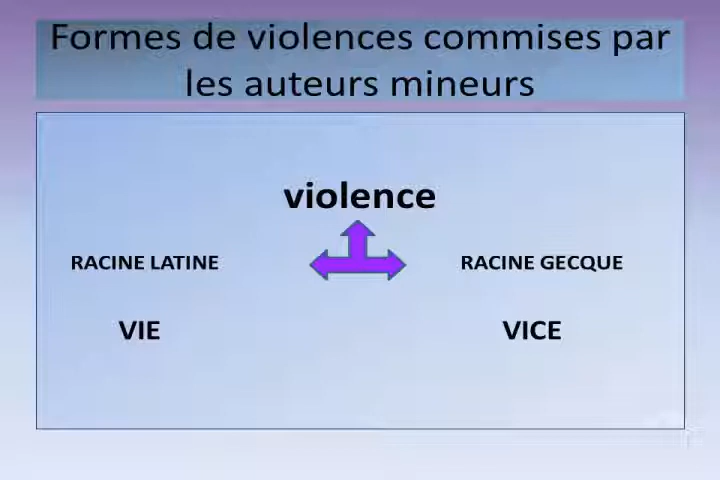 Formes de violences commises par
les auteurs mineurs
violence
RACINE LATINE
RACINE GECQUE
VIE
VICE